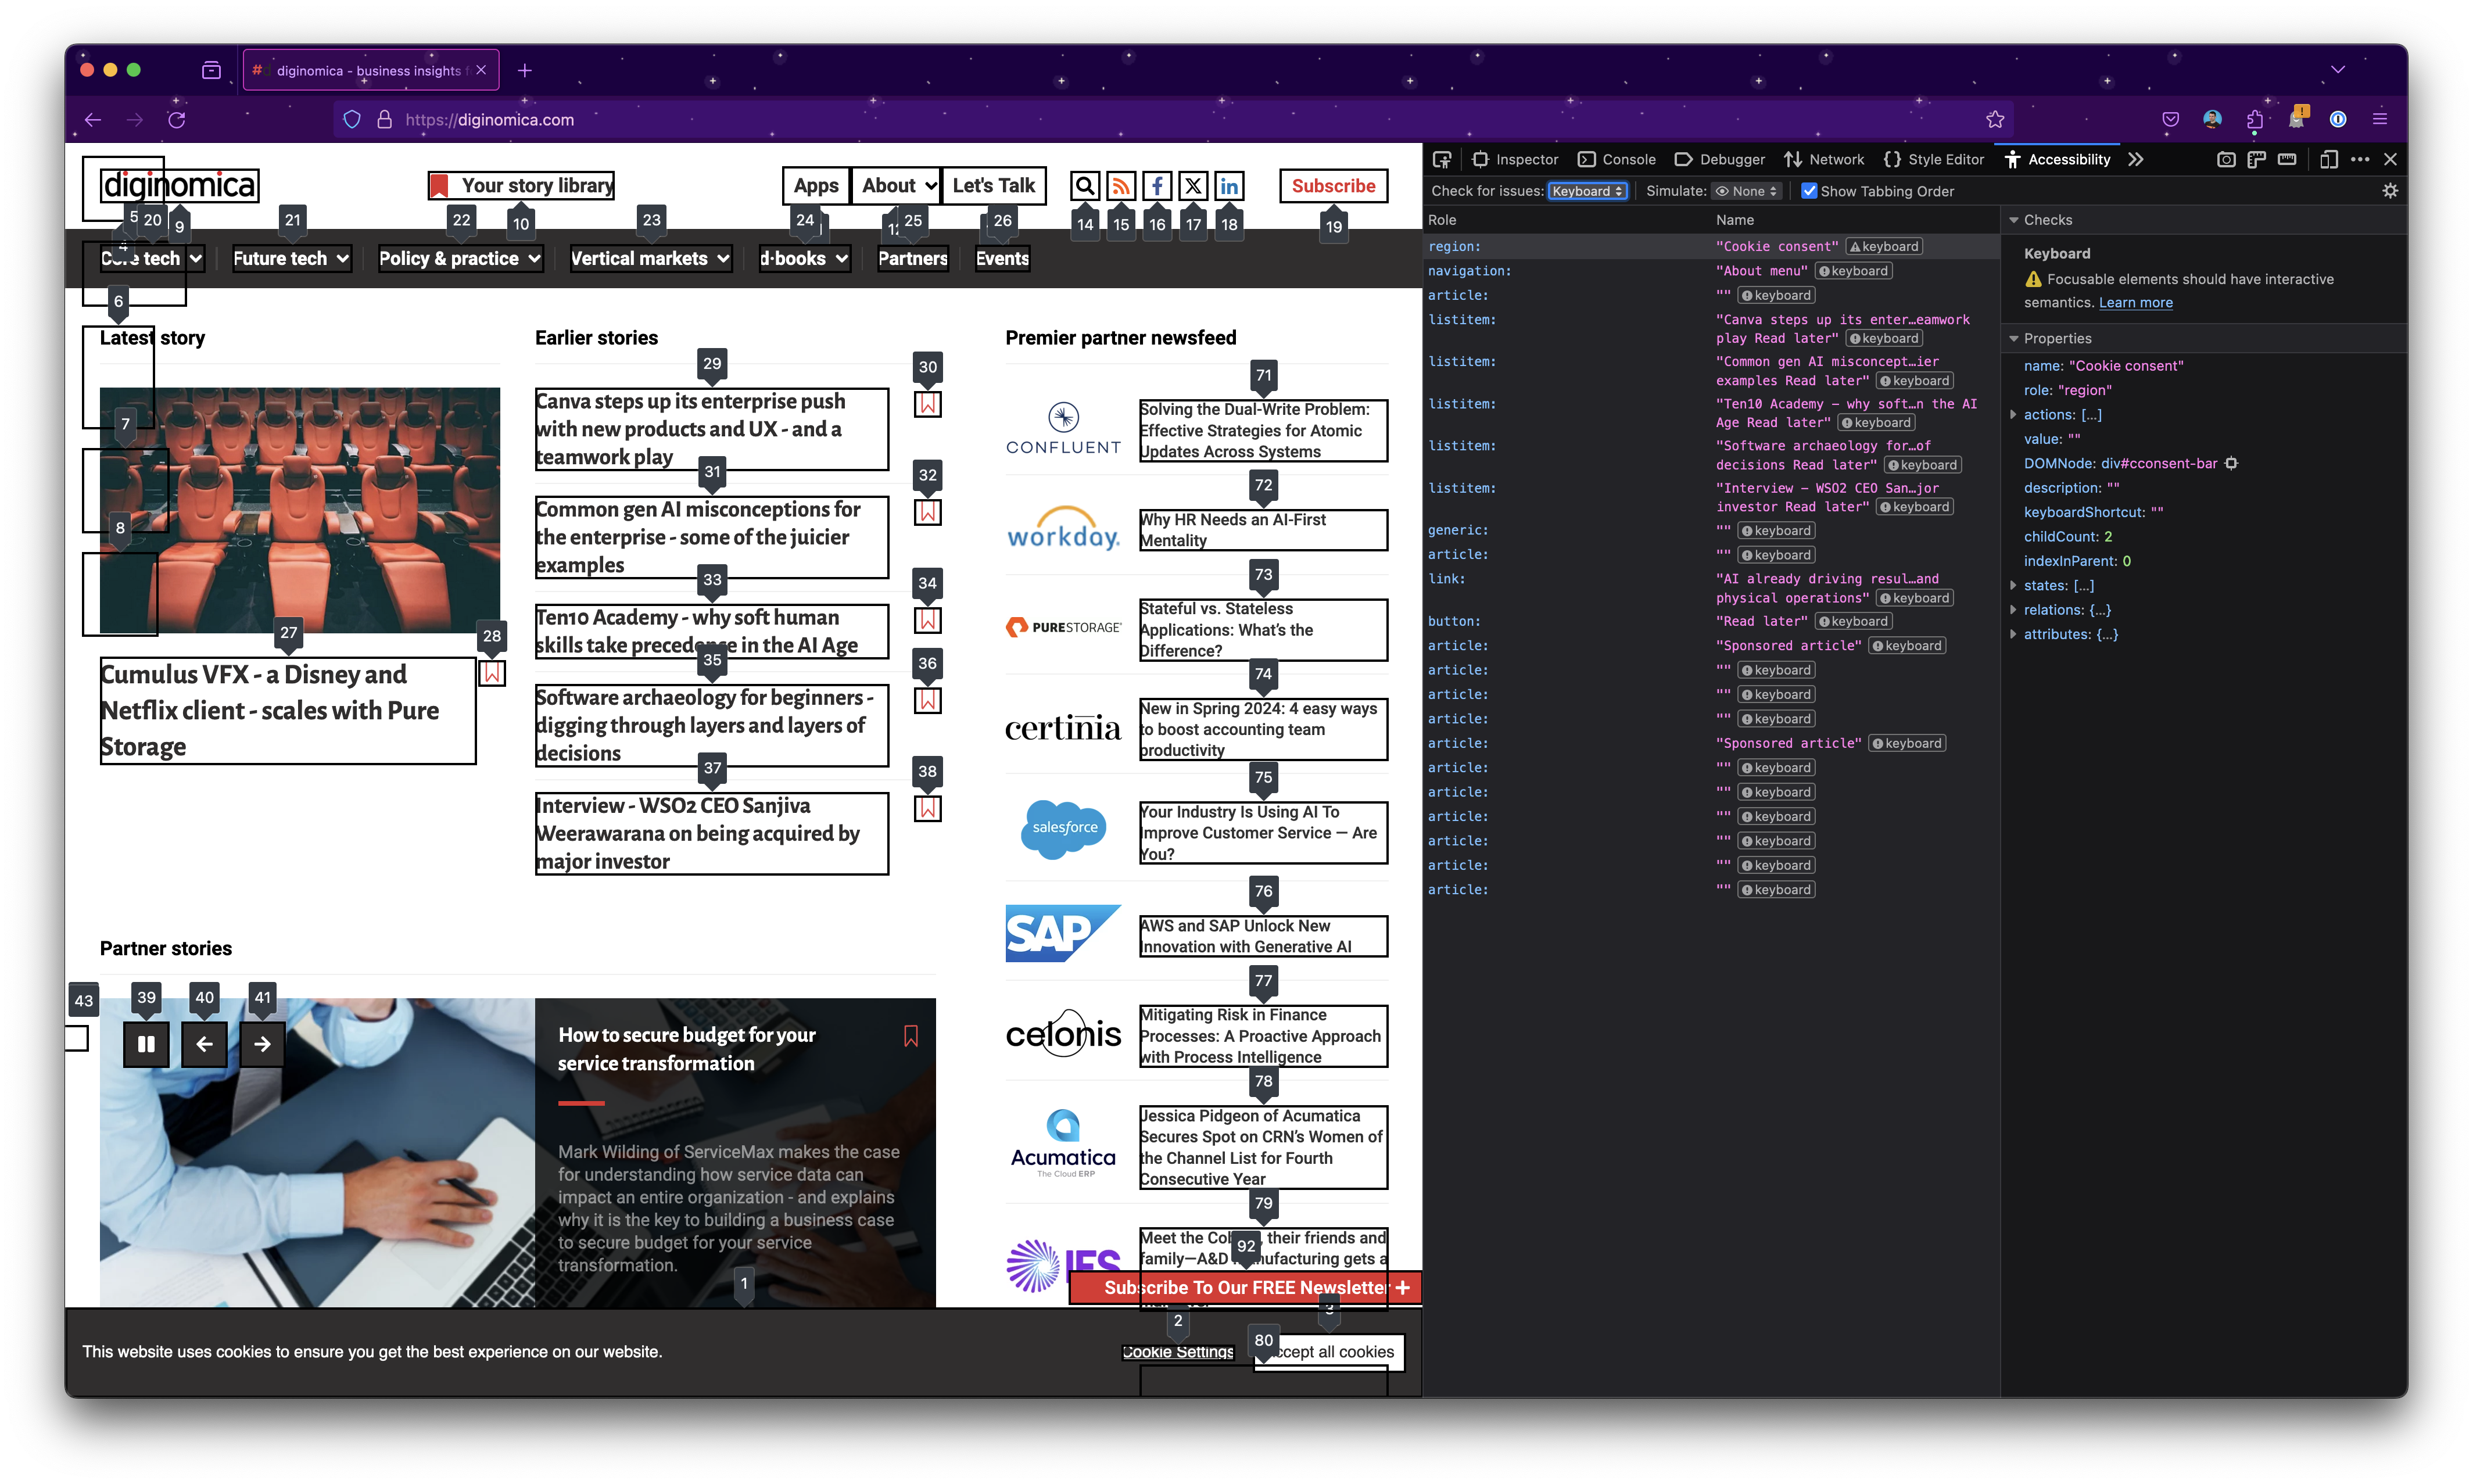 diginomica - business insights f
https://diginomica.com
diginomica
Your story library
Apps
About
Let's Talk
Subscribe
5
20
9
21
22
10
23
24
25
26
14
15
16
17
18
19
4
Core tech
Future tech
Policy & practice
Vertical markets
d·books
Partners
Events
6
Latest story
7
8
27
28
Cumulus VFX - a Disney and
Netflix client - scales with Pure
Storage
Earlier stories
29
30
Canva steps up its enterprise push
with new products and UX - and a
teamwork play
31
32
Common gen AI misconceptions for
the enterprise - some of the juicier
examples
33
34
Ten10 Academy - why soft human
skills take precedence in the AI Age
35
36
Software archaeology for beginners -
digging through layers and layers of
decisions
37
38
Interview - WSO2 CEO Sanjiva
Weerawarana on being acquired by
major investor
Premier partner newsfeed
71
CONFLUENT
Solving the Dual-Write Problem:
Effective Strategies for Atomic
Updates Across Systems
72
workday.
Why HR Needs an AI-First
Mentality
73
PURESTORAGE
Stateful vs. Stateless
Applications: What's the
Difference?
74
certinia
New in Spring 2024: 4 easy ways
to boost accounting team
productivity
75
salesforce
Your Industry Is Using AI To
Improve Customer Service — Are
You?
76
SAP
AWS and SAP Unlock New
Innovation with Generative AI
77
celonis
Mitigating Risk in Finance
Processes: A Proactive Approach
with Process Intelligence
78
Acumatica
The Cloud ERP
Jessica Pidgeon of Acumatica
Secures Spot on CRN's Women of
the Channel List for Fourth
Consecutive Year
79
IFS
Meet the
their friends and
family—A&D
gets a
92
Partner stories
43
39
40
41
How to secure budget for your
service transformation
Mark Wilding of ServiceMax makes the case
for understanding how service data can
impact an entire organization - and explains
why it is the key to building a business case
to secure budget for your service
transformation.
1
Subscribe To Our FREE Newsletter +
This website uses cookies to ensure you get the best experience on our website.
2
Cookie Settings
3
80
Accept all cookies
Inspector
Console
Debugger
Network
Style Editor
Accessibility
Check for issues: Keyboard
Simulate: None
Show Tabbing Order
Role
Name
region: "Cookie consent" keyboard
navigation: "About menu" keyboard
article: "" keyboard
listitem: "Canva steps up its enter…eamwork
play Read later" keyboard
listitem: "Common gen AI misconcept…ier
examples Read later" keyboard
listitem: "Ten10 Academy – why soft…n the AI
Age Read later" keyboard
listitem: "Software archaeology for…of
decisions Read later" keyboard
listitem: "Interview – WSO2 CEO San…jor
investor Read later" keyboard
generic: "" keyboard
article: "" keyboard
link: "AI already driving resul…and
physical operations" keyboard
button: "Read later" keyboard
article: "Sponsored article" keyboard
article: "" keyboard
article: "" keyboard
article: "" keyboard
article: "Sponsored article" keyboard
article: "" keyboard
article: "" keyboard
article: "" keyboard
article: "" keyboard
article: "" keyboard
article: "" keyboard
Checks
Keyboard
Focusable elements should have interactive
semantics. Learn more
Properties
name: "Cookie consent"
role: "region"
actions: […]
value: ""
DOMNode: div#cconsent-bar
description: ""
keyboardShortcut: ""
childCount: 2
indexInParent: 0
states: […]
relations: {…}
attributes: {…}